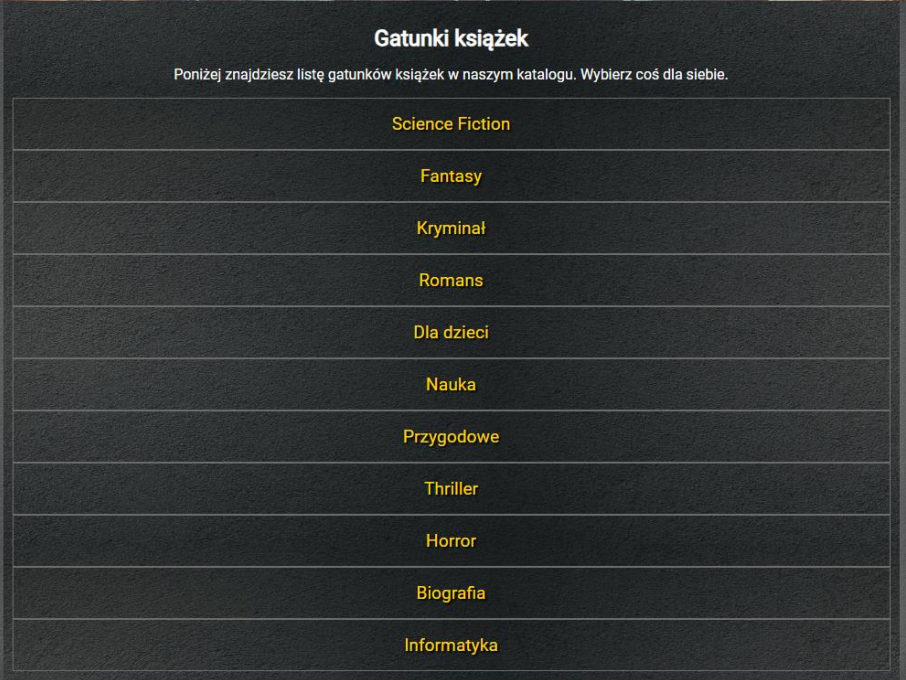 Gatunki książek
Poniżej znajdziesz listę gatunków książek w naszym katalogu. Wybierz coś dla siebie.
Science Fiction
Fantasy
Kryminał
Romans
Dla dzieci
Nauka
Przygodowe
Thriller
Horror
Biografia
Informatyka